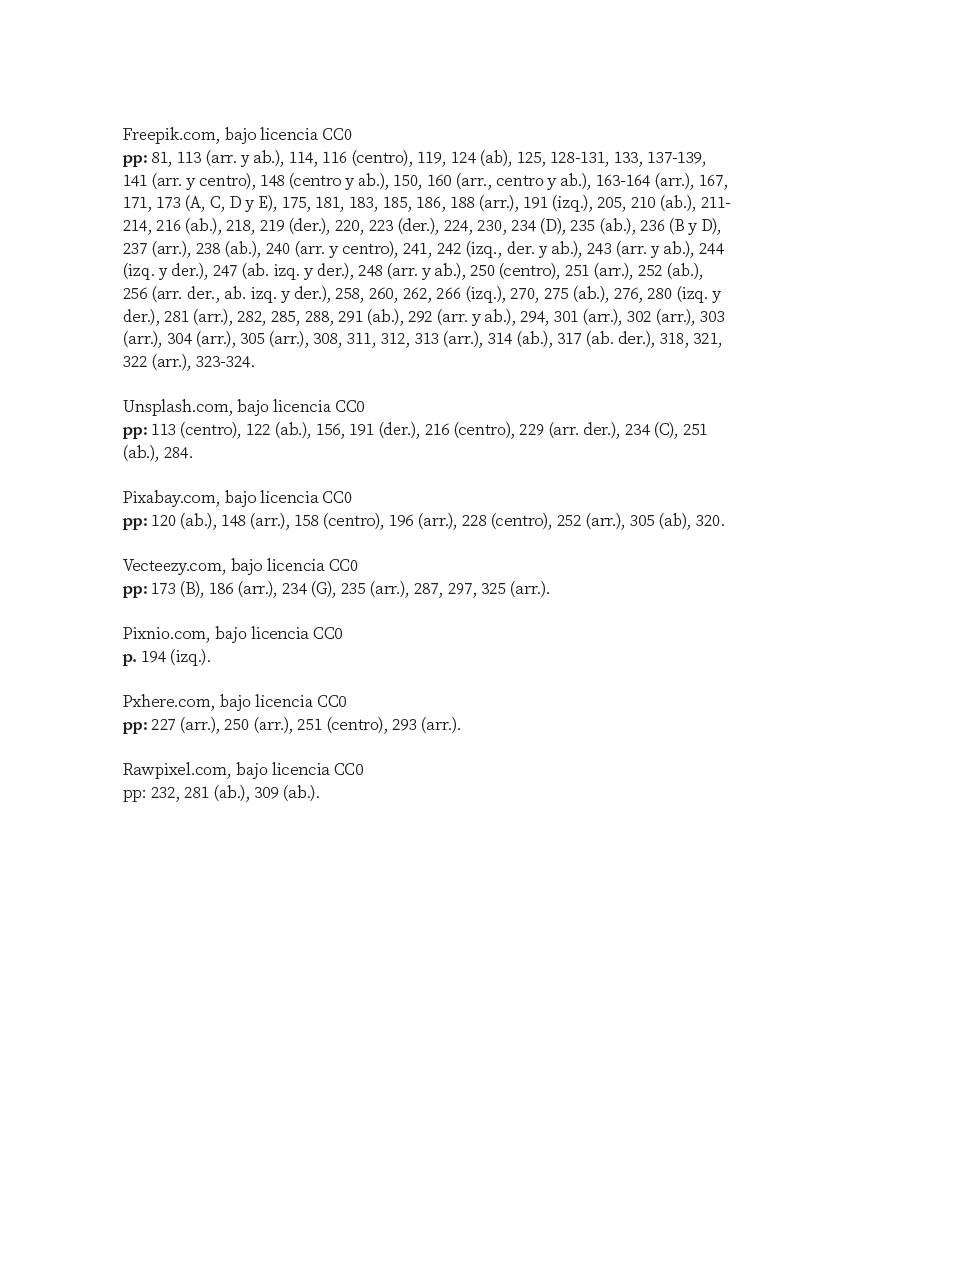 Freepik.com, bajo licencia CC0
pp: 81, 113 (arr. y ab.), 114, 116 (centro), 119, 124 (ab), 125, 128-131, 133, 137-139,
141 (arr. y centro), 148 (centro y ab.), 150, 160 (arr., centro y ab.), 163-164 (arr.), 167,
171, 173 (A, C, D y E), 175, 181, 183, 185, 186, 188 (arr.), 191 (izq.), 205, 210 (ab.), 211-
214, 216 (ab.), 218, 219 (der.), 220, 223 (der.), 224, 230, 234 (D), 235 (ab.), 236 (B y D),
237 (arr.), 238 (ab.), 240 (arr. y centro), 241, 242 (izq., der. y ab.), 243 (arr. y ab.), 244
(izq. y der.), 247 (ab. izq. y der.), 248 (arr. y ab.), 250 (centro), 251 (arr.), 252 (ab.),
256 (arr. der., ab. izq. y der.), 258, 260, 262, 266 (izq.), 270, 275 (ab.), 276, 280 (izq. y
der.), 281 (arr.), 282, 285, 288, 291 (ab.), 292 (arr. y ab.), 294, 301 (arr.), 302 (arr.), 303
(arr.), 304 (arr.), 305 (arr.), 308, 311, 312, 313 (arr.), 314 (ab.), 317 (ab. der.), 318, 321,
322 (arr.), 323-324.
Unsplash.com, bajo licencia CC0
pp: 113 (centro), 122 (ab.), 156, 191 (der.), 216 (centro), 229 (arr. der.), 234 (C), 251
(ab.), 284.
Pixabay.com, bajo licencia CC0
pp: 120 (ab.), 148 (arr.), 158 (centro), 196 (arr.), 228 (centro), 252 (arr.), 305 (ab), 320.
Vecteezy.com, bajo licencia CC0
pp: 173 (B), 186 (arr.), 234 (G), 235 (arr.), 287, 297, 325 (arr.).
Pixnio.com, bajo licencia CC0
p. 194 (izq.).
Pxhere.com, bajo licencia CC0
pp: 227 (arr.), 250 (arr.), 251 (centro), 293 (arr.).
Rawpixel.com, bajo licencia CC0
pp: 232, 281 (ab.), 309 (ab.).